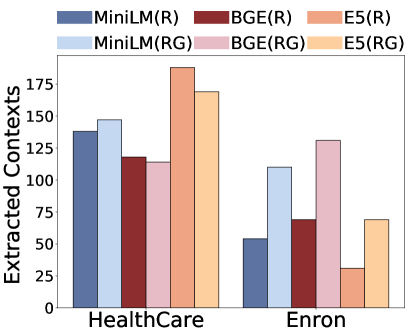 MiniLM(R) BGE(R) E5(R)
MiniLM(RG) BGE(RG) E5(RG)
Extracted Contexts
175
150
125
100
75
50
25
0
HealthCare Enron